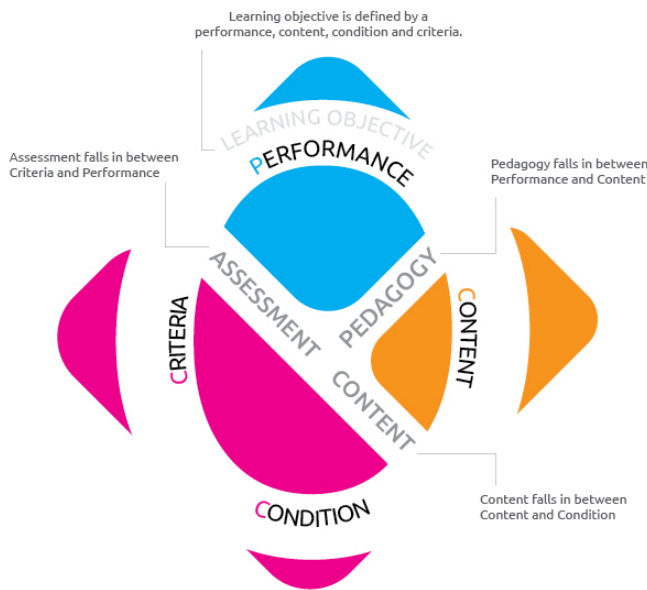 Learning objective is defined by a
performance, content, condition and criteria.
LEARNING OBJECTIVE
PERFORMANCE
Assessment falls in between
Criteria and Performance
Pedagogy falls in between
Performance and Content
ASSESSMENT
PEDAGOGY
CRITERIA
CONTENT
CONTENT
Content falls in between
Content and Condition
CONDITION